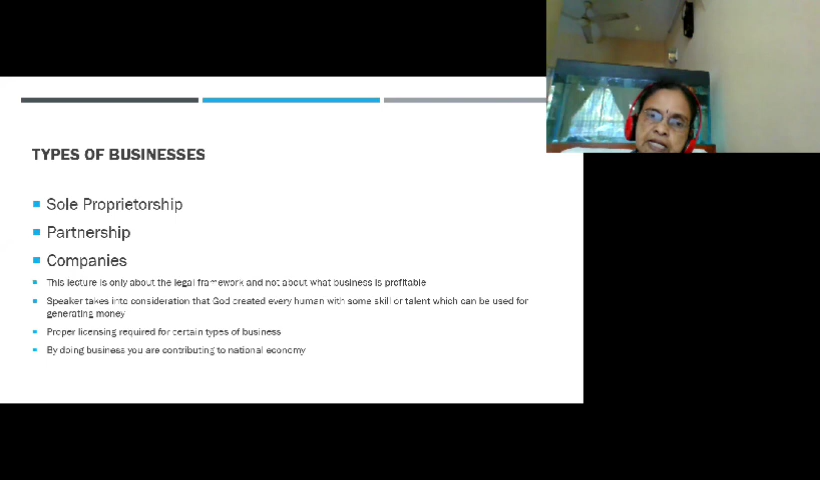 TYPES OF BUSINESSES
Sole Proprietorship
Partnership
Companies
This lecture is only about the legal framework and not about what business is profitable
Speaker takes into consideration that God created every human with some skill or talent which can be used for
generating money
Proper licensing required for certain types of business
By doing business you are contributing to national economy